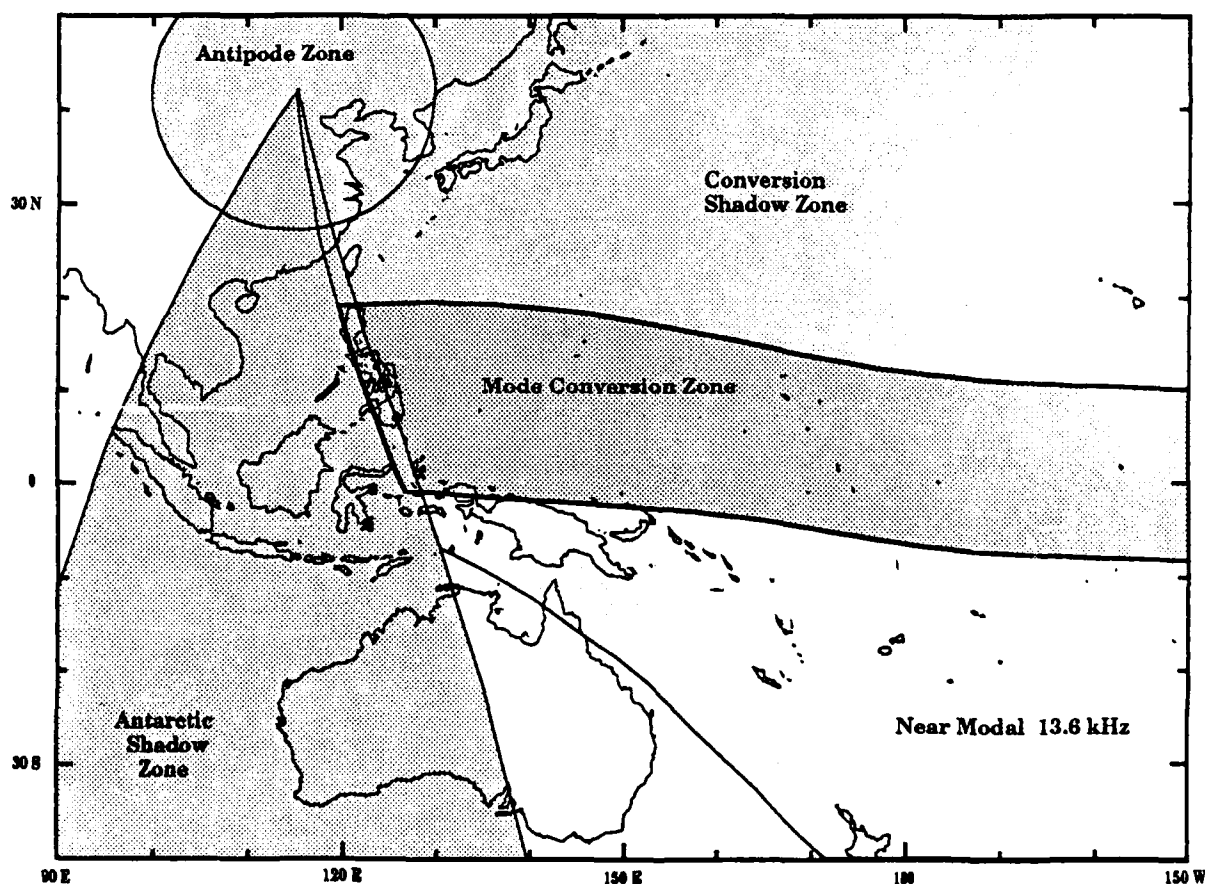 Antipode Zone
Conversion
Shadow Zone
30 N
Mode Conversion Zone
0
Antarctic
Shadow
Zone
Near Modal 13.6 kHz
30 S
90 E
120 E
150 E
180
150 W